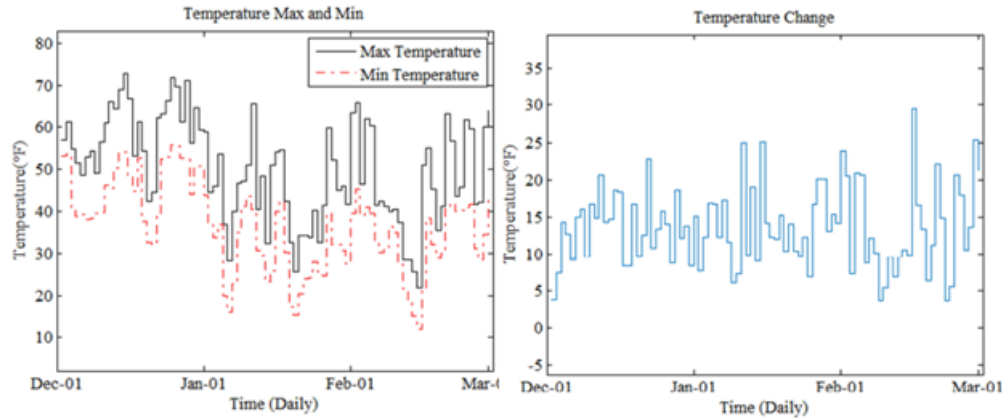 Temperature Max and Min
Max Temperature
Min Temperature
Temperature(°F)
80
70
60
50
40
30
20
10
Dec-01
Jan-01
Feb-01
Mar-
Time (Daily)
Temperature Change
Temperature(°F)
35
30
25
20
15
10
5
0
-5
Dec-01
Jan-01
Feb-01
Mar-01
Time (Daily)